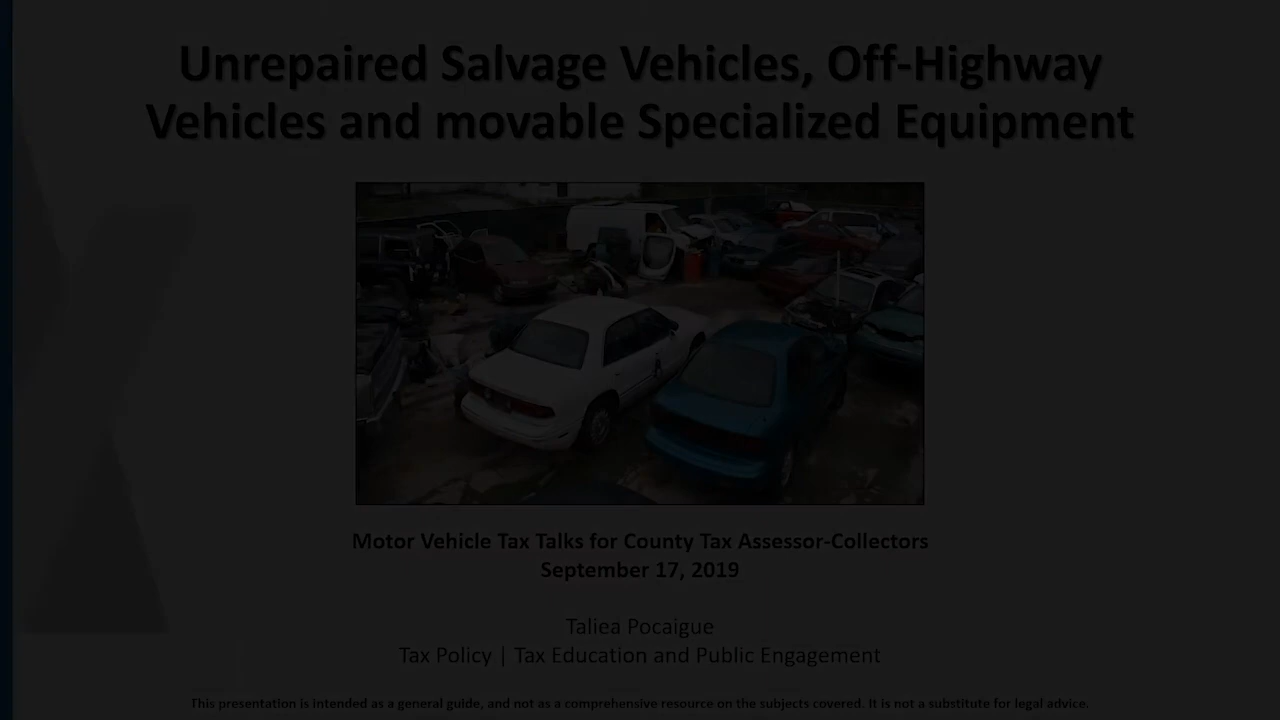 Unrepaired Salvage Vehicles, Off-Highway
Vehicles and movable Specialized Equipment
Motor Vehicle Tax Talks for County Tax Assessor-Collectors
September 17, 2019
Taliea Pocaigue
Tax Policy | Tax Education and Public Engagement
This presentation is intended as a general guide, and not as a comprehensive resource on the subjects covered. It is not a substitute for legal advice.